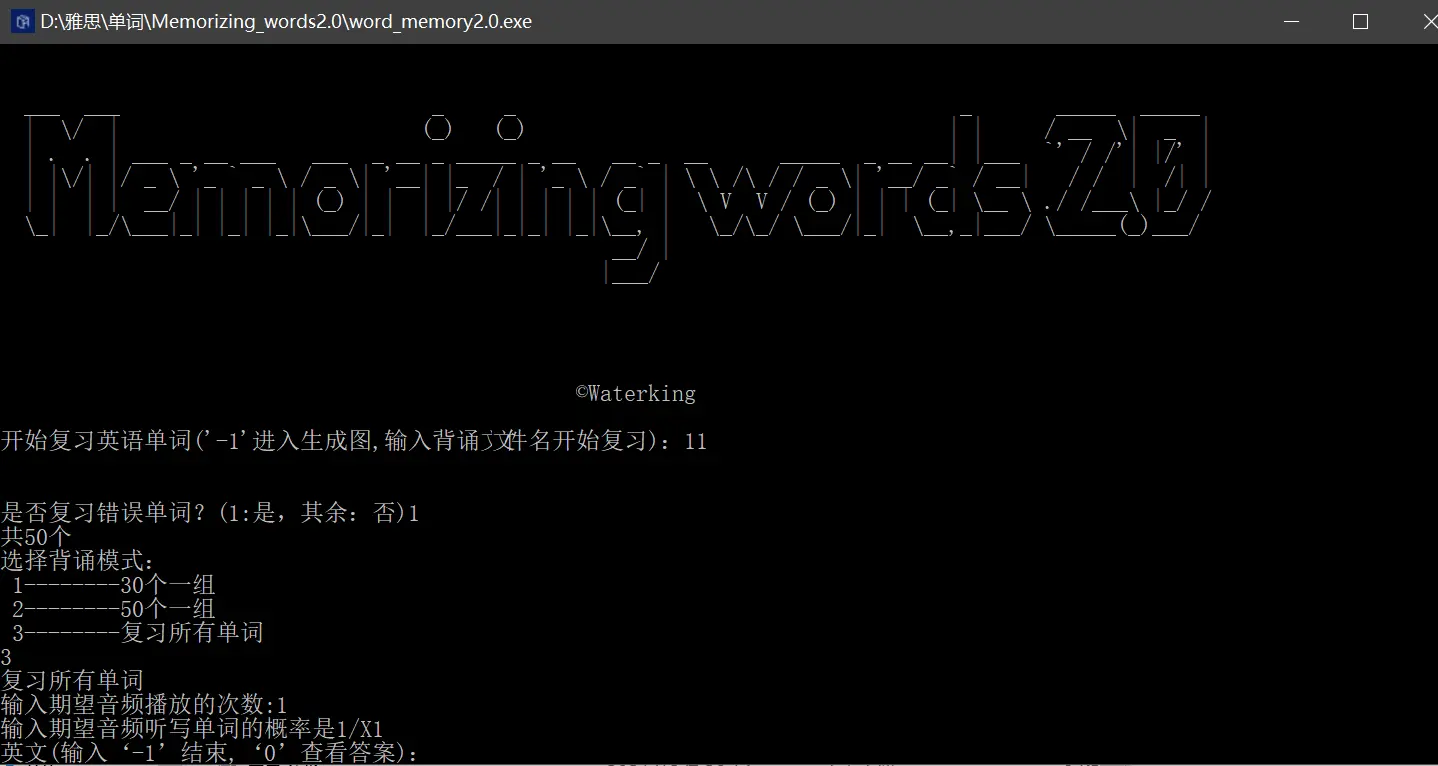 D:\雅思\单词\Memorizing_words2.0\word_memory2.0.exe
Memorizing words 2.0
©Waterking
开始复习英语单词('-1'进入生成图,输入背诵文件名开始复习): 11
是否复习错误单词? (1:是, 其余: 否)1
共50个
选择背诵模式:
1--------30个一组
2--------50个一组
3--------复习所有单词
3
复习所有单词
输入期望音频播放的次数:1
输入期望音频听写单词的概率是1/X1
英文(输入‘-1’结束,‘0’查看答案):